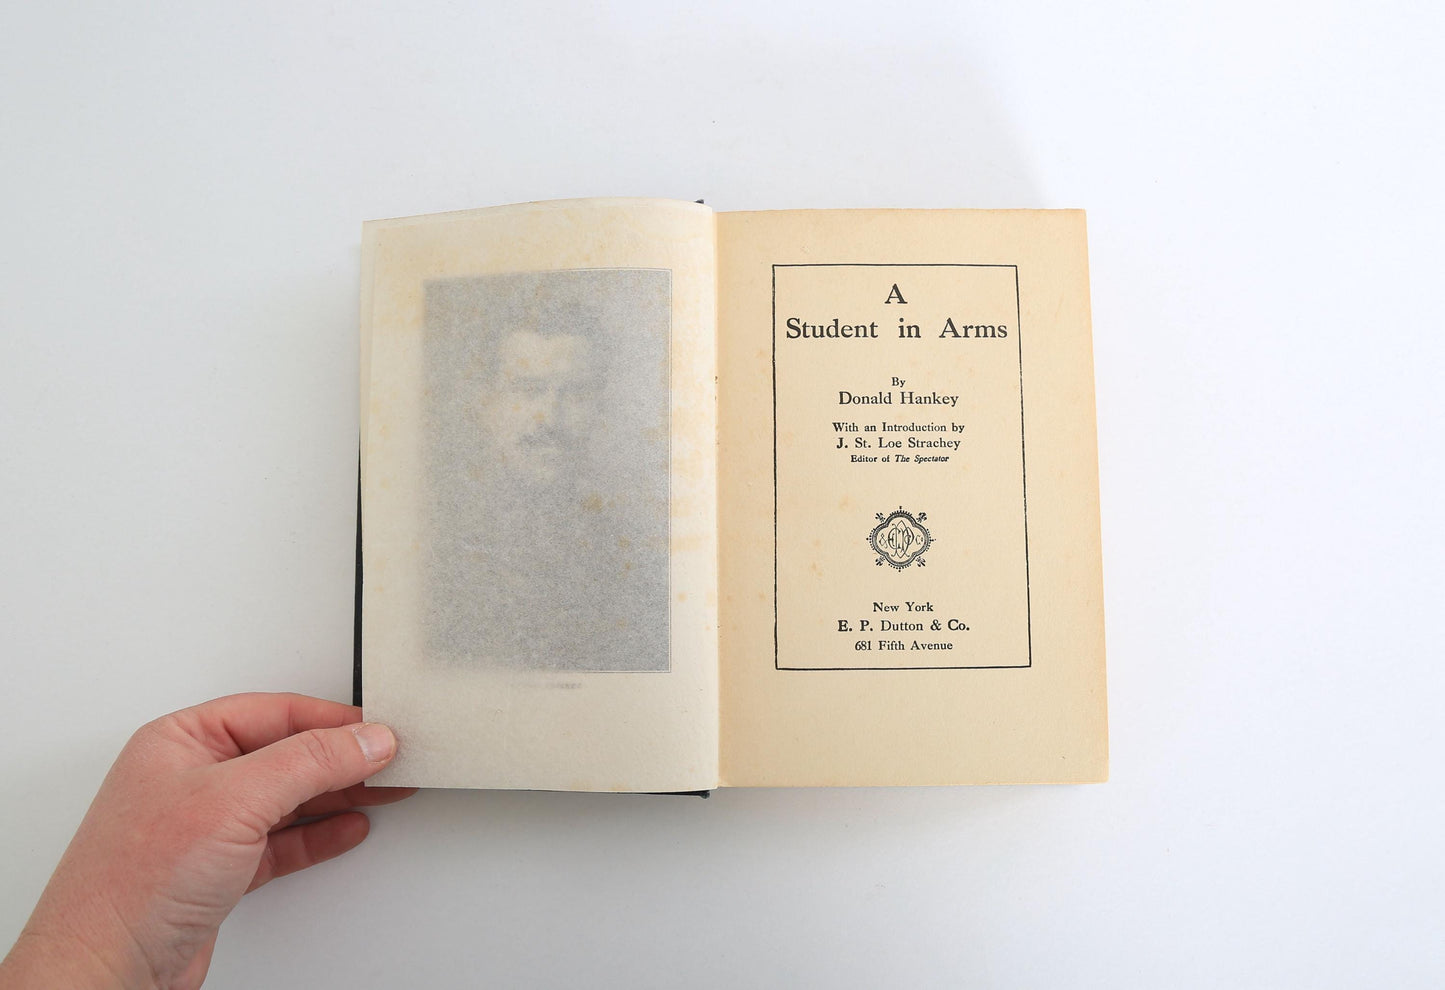 A
Student in Arms
By
Donald Hankey
With an Introduction by
J. St. Loe Strachey
Editor of The Spectator
New York
E. P. Dutton & Co.
681 Fifth Avenue